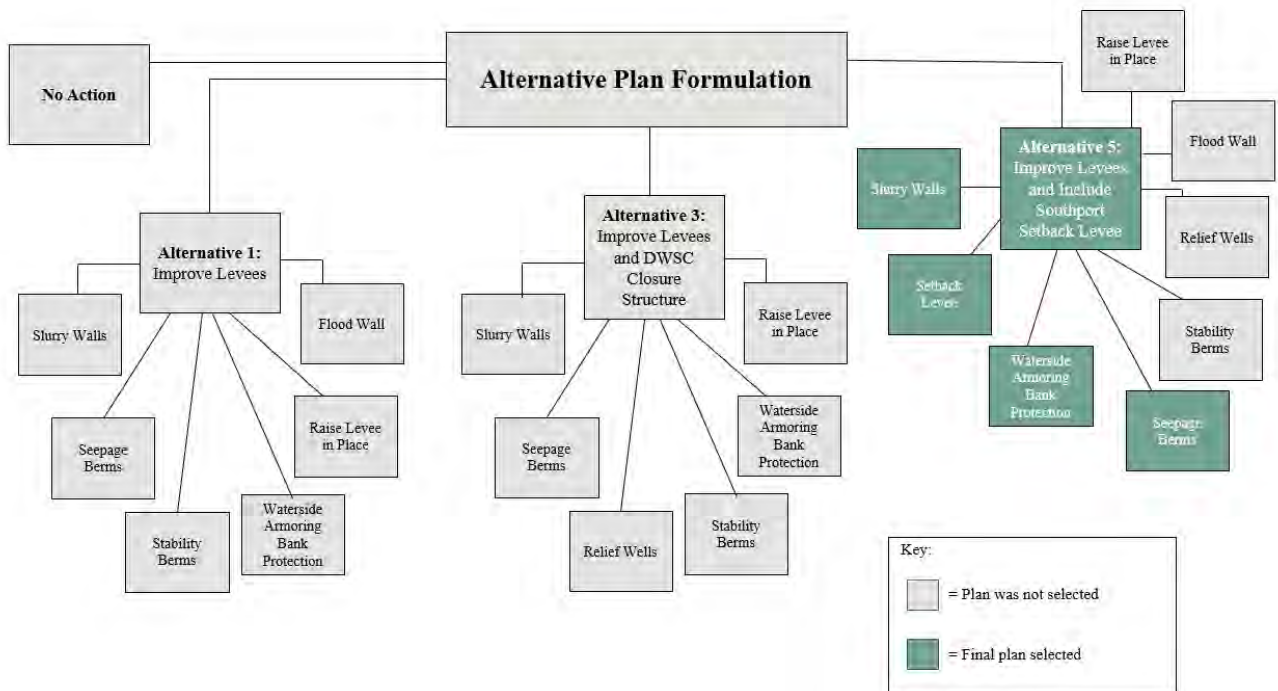 No Action
Alternative Plan Formulation
Alternative 1:
Improve Levees
Slurry Walls
Seepage
Berms
Stability
Berms
Waterside
Armoring
Bank
Protection
Raise Levee
in Place
Flood Wall
Alternative 3:
Improve Levees
and DWSC
Closure
Structure
Slurry Walls
Seepage
Berms
Relief Wells
Stability
Berms
Waterside
Armoring
Bank
Protection
Raise Levee
in Place
Alternative 5:
Improve Levees
and Include
Southport
Setback Levee
Slurry Walls
Setback
Levee
Waterside
Armoring
Bank
Protection
Seepage
Berms
Stability
Berms
Relief Wells
Flood Wall
Raise Levee
in Place
Key:
= Plan was not selected
= Final plan selected